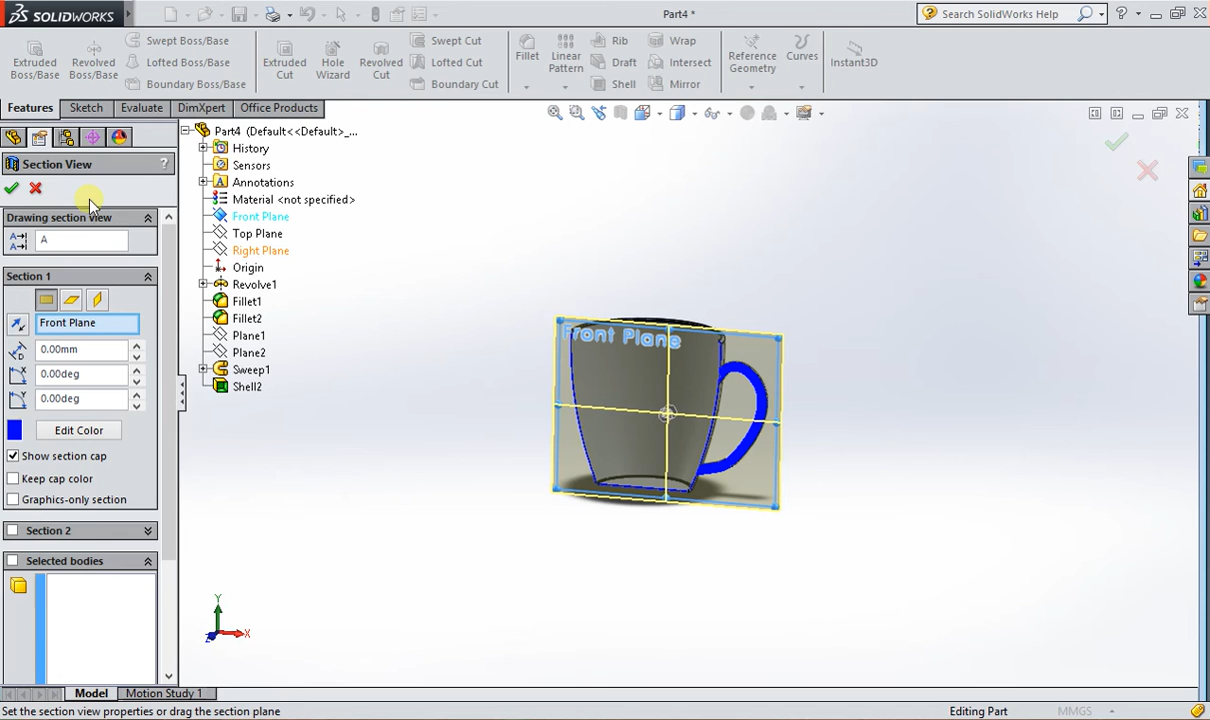 SOLIDWORKS
Part4 *
Search SolidWorks Help
Extruded Boss/Base
Revolved Boss/Base
Swept Boss/Base
Lofted Boss/Base
Boundary Boss/Base
Extruded Cut
Hole Wizard
Revolved Cut
Swept Cut
Lofted Cut
Boundary Cut
Fillet
Linear Pattern
Rib
Draft
Shell
Wrap
Intersect
Mirror
Reference Geometry
Curves
Instant3D
Features
Sketch
Evaluate
DimXpert
Office Products
Section View
?
Drawing section view
A
Section 1
Front Plane
0.00mm
0.00deg
0.00deg
Edit Color
Show section cap
Keep cap color
Graphics-only section
Section 2
Selected bodies
Part4 (Default<<Default>_...
History
Sensors
Annotations
Material <not specified>
Front Plane
Top Plane
Right Plane
Origin
Revolve1
Fillet1
Fillet2
Plane1
Plane2
Sweep1
Shell2
Front Plane
Y
X
Z
Model
Motion Study 1
Set the section view properties or drag the section plane
Editing Part
MMGS